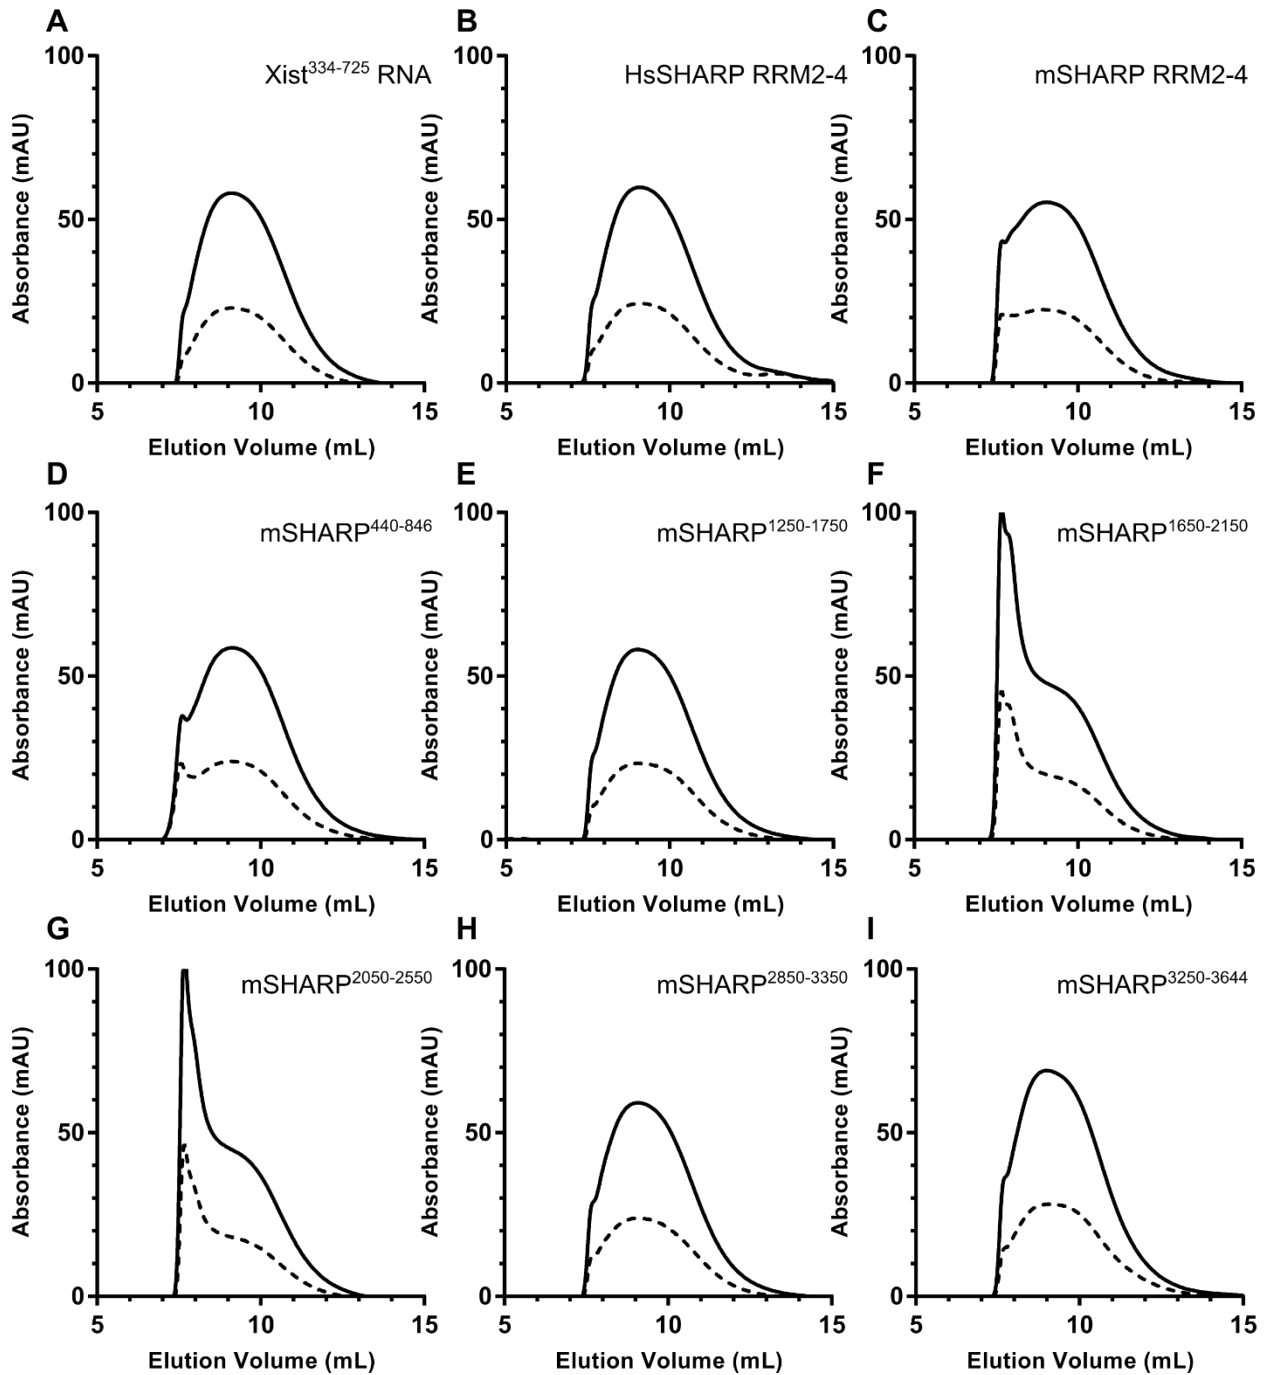 A
Xist334-725 RNA
Absorbance (mAU)
100
50
0
5 10 15
Elution Volume (mL)
B
HsSHARP RRM2-4
Absorbance (mAU)
100
50
0
5 10 15
Elution Volume (mL)
C
mSHARP RRM2-4
Absorbance (mAU)
100
50
0
5 10 15
Elution Volume (mL)
D
mSHARP440-846
Absorbance (mAU)
100
50
0
5 10 15
Elution Volume (mL)
E
mSHARP1250-1750
Absorbance (mAU)
100
50
0
5 10 15
Elution Volume (mL)
F
mSHARP1650-2150
Absorbance (mAU)
100
50
0
5 10 15
Elution Volume (mL)
G
mSHARP2050-2550
Absorbance (mAU)
100
50
0
5 10 15
Elution Volume (mL)
H
mSHARP2850-3350
Absorbance (mAU)
100
50
0
5 10 15
Elution Volume (mL)
I
mSHARP3250-3644
Absorbance (mAU)
100
50
0
5 10 15
Elution Volume (mL)